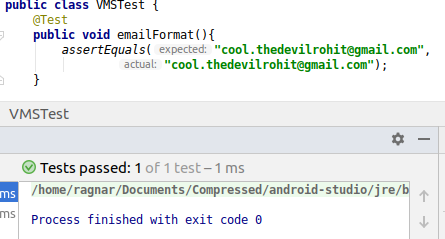 public class VMSTest {
@Test
public void emailFormat(){
assertEquals( expected: "cool.thedevilrohit@gmail.com",
actual: "cool.thedevilrohit@gmail.com");
}
VMSTest
Tests passed: 1 of 1 test – 1 ms
ms
/home/ragnar/Documents/Compressed/android-studio/jre/b
ms
Process finished with exit code 0